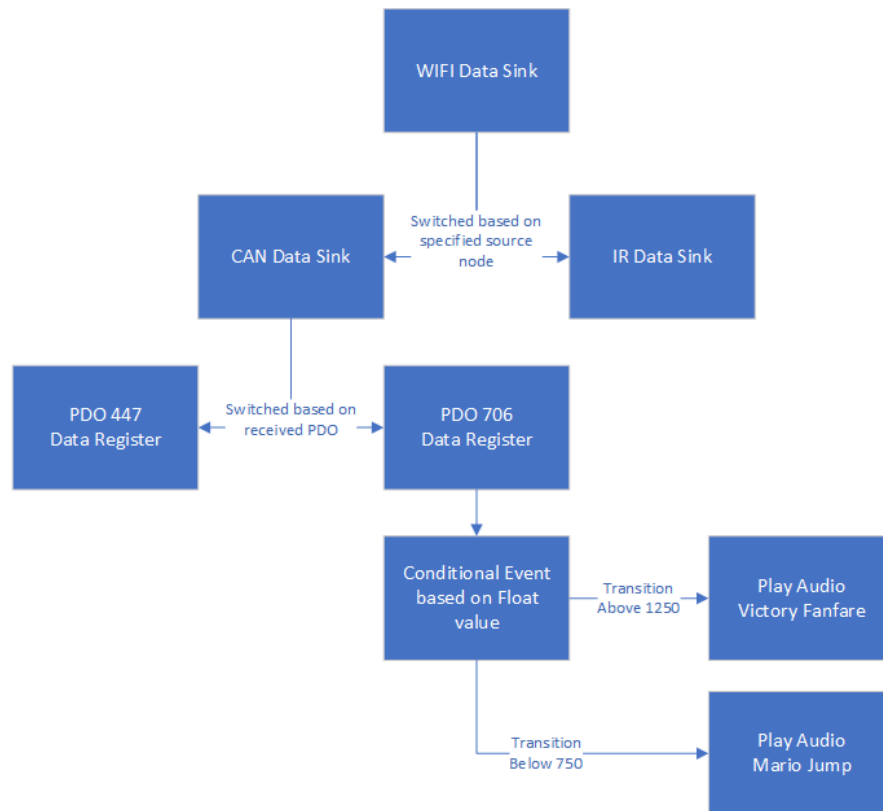 WIFI Data Sink
Switched based on
specified source
node
CAN Data Sink
IR Data Sink
PDO 447
Data Register
Switched based on
received PDO
PDO 706
Data Register
Conditional Event
based on Float
value
Transition
Above 1250
Play Audio
Victory Fanfare
Transition
Below 750
Play Audio
Mario Jump